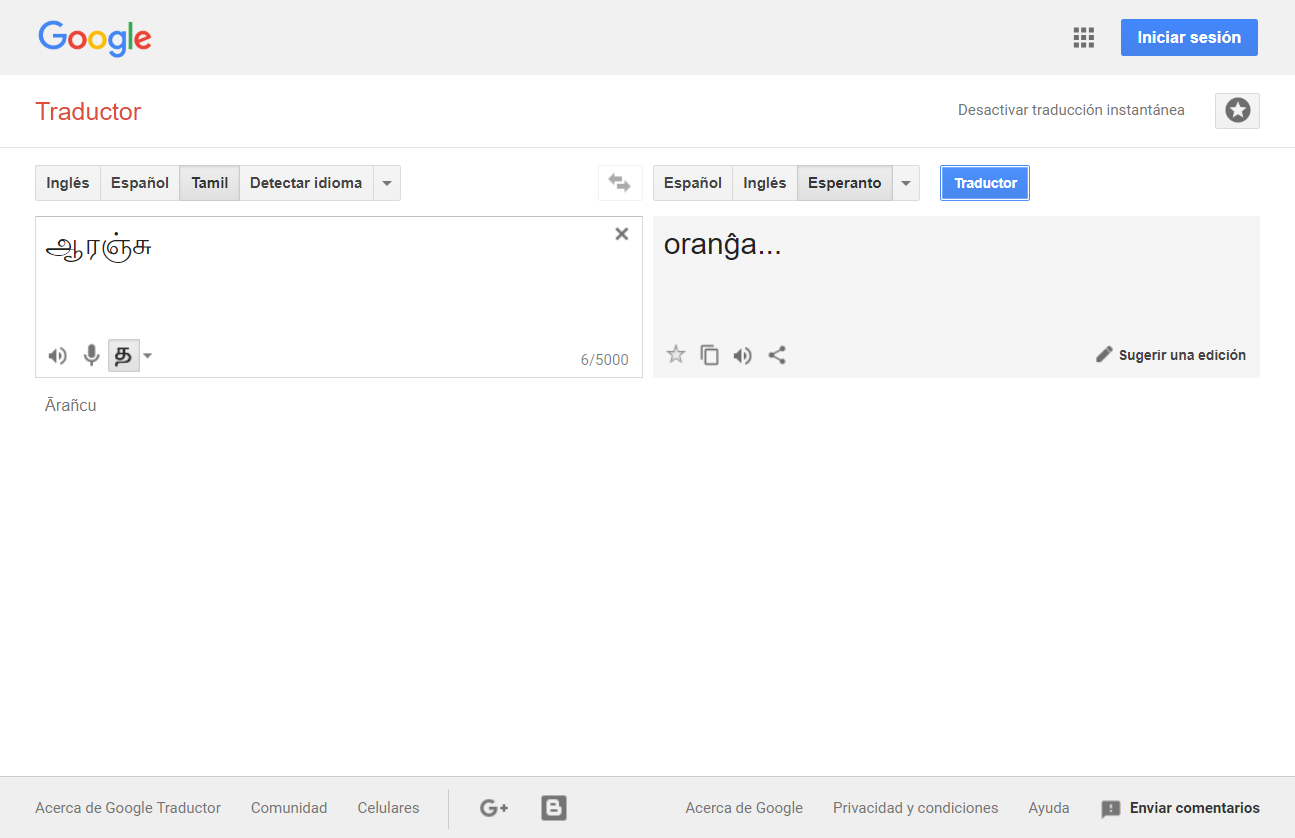 Google
Iniciar sesión
Traductor
Desactivar traducción instantánea
Inglés Español Tamil Detectar idioma
Español Inglés Esperanto
Traductor
ஆரஞ்சு
oranĝa...
த
6/5000
Sugerir una edición
Ārañcu
Acerca de Google Traductor Comunidad Celulares G+ B Acerca de Google Privacidad y condiciones Ayuda Enviar comentarios